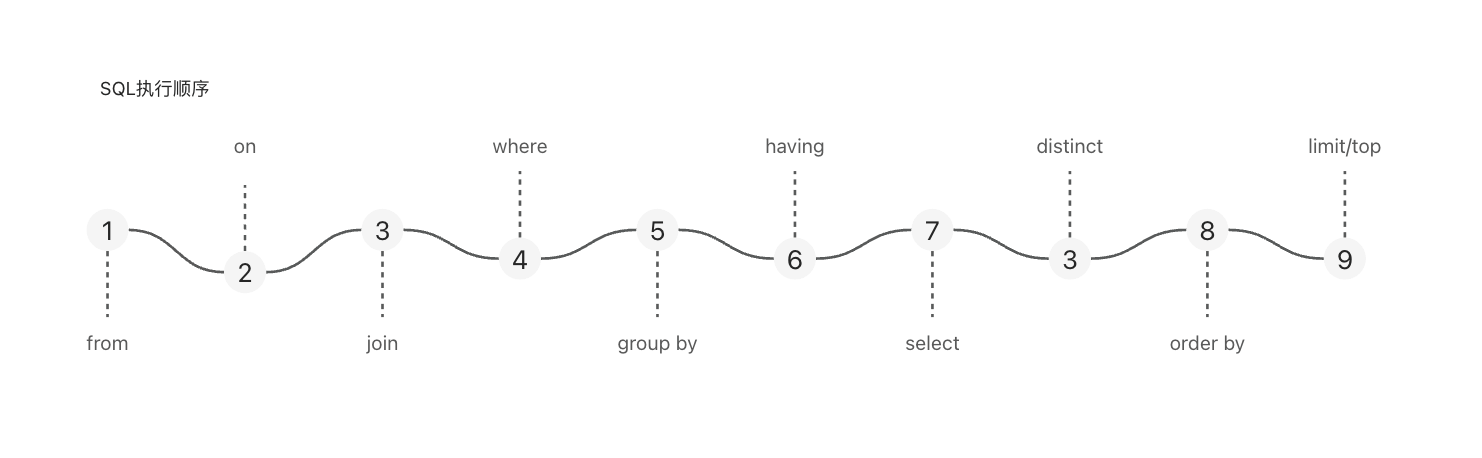 SQL执行顺序
on
where
having
distinct
limit/top
1
2
3
4
5
6
7
3
8
9
from
join
group by
select
order by